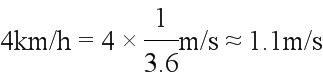 4km/h = 4 × 1/3.6 m/s ≈ 1.1m/s